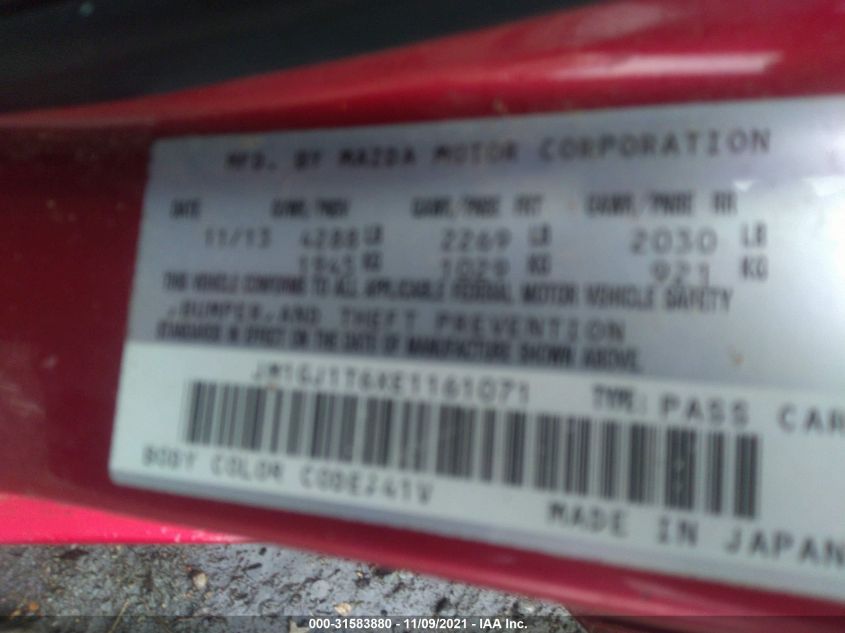 MFG. BY MAZDA MOTOR CORPORATION
DATE GVWR/PNBV GAWR/PNBE FRT GAWR/PNBE RR
11/13 4288 LB 2269 LB 2030 LB
1945 KG 1029 KG 921 KG
THIS VEHICLE CONFORMS TO ALL APPLICABLE FEDERAL MOTOR VEHICLE SAFETY
,BUMPER,AND THEFT PREVENTION
STANDARDS IN EFFECT ON THE DATE OF MANUFACTURE SHOWN ABOVE.
JM1GJ1T6XE1161071 TYPE: PASS CAR
BODY COLOR CODE:41V
MADE IN JAPAN
000-31583880 - 11/09/2021 - IAA Inc.